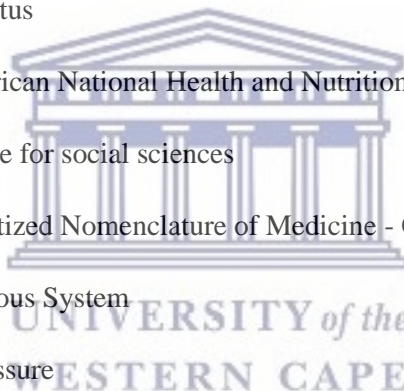 tus
rican National Health and Nutrition
e for social sciences
tized Nomenclature of Medicine -
ous System
UNIVERSITY of the
ssure
WESTERN CAPE